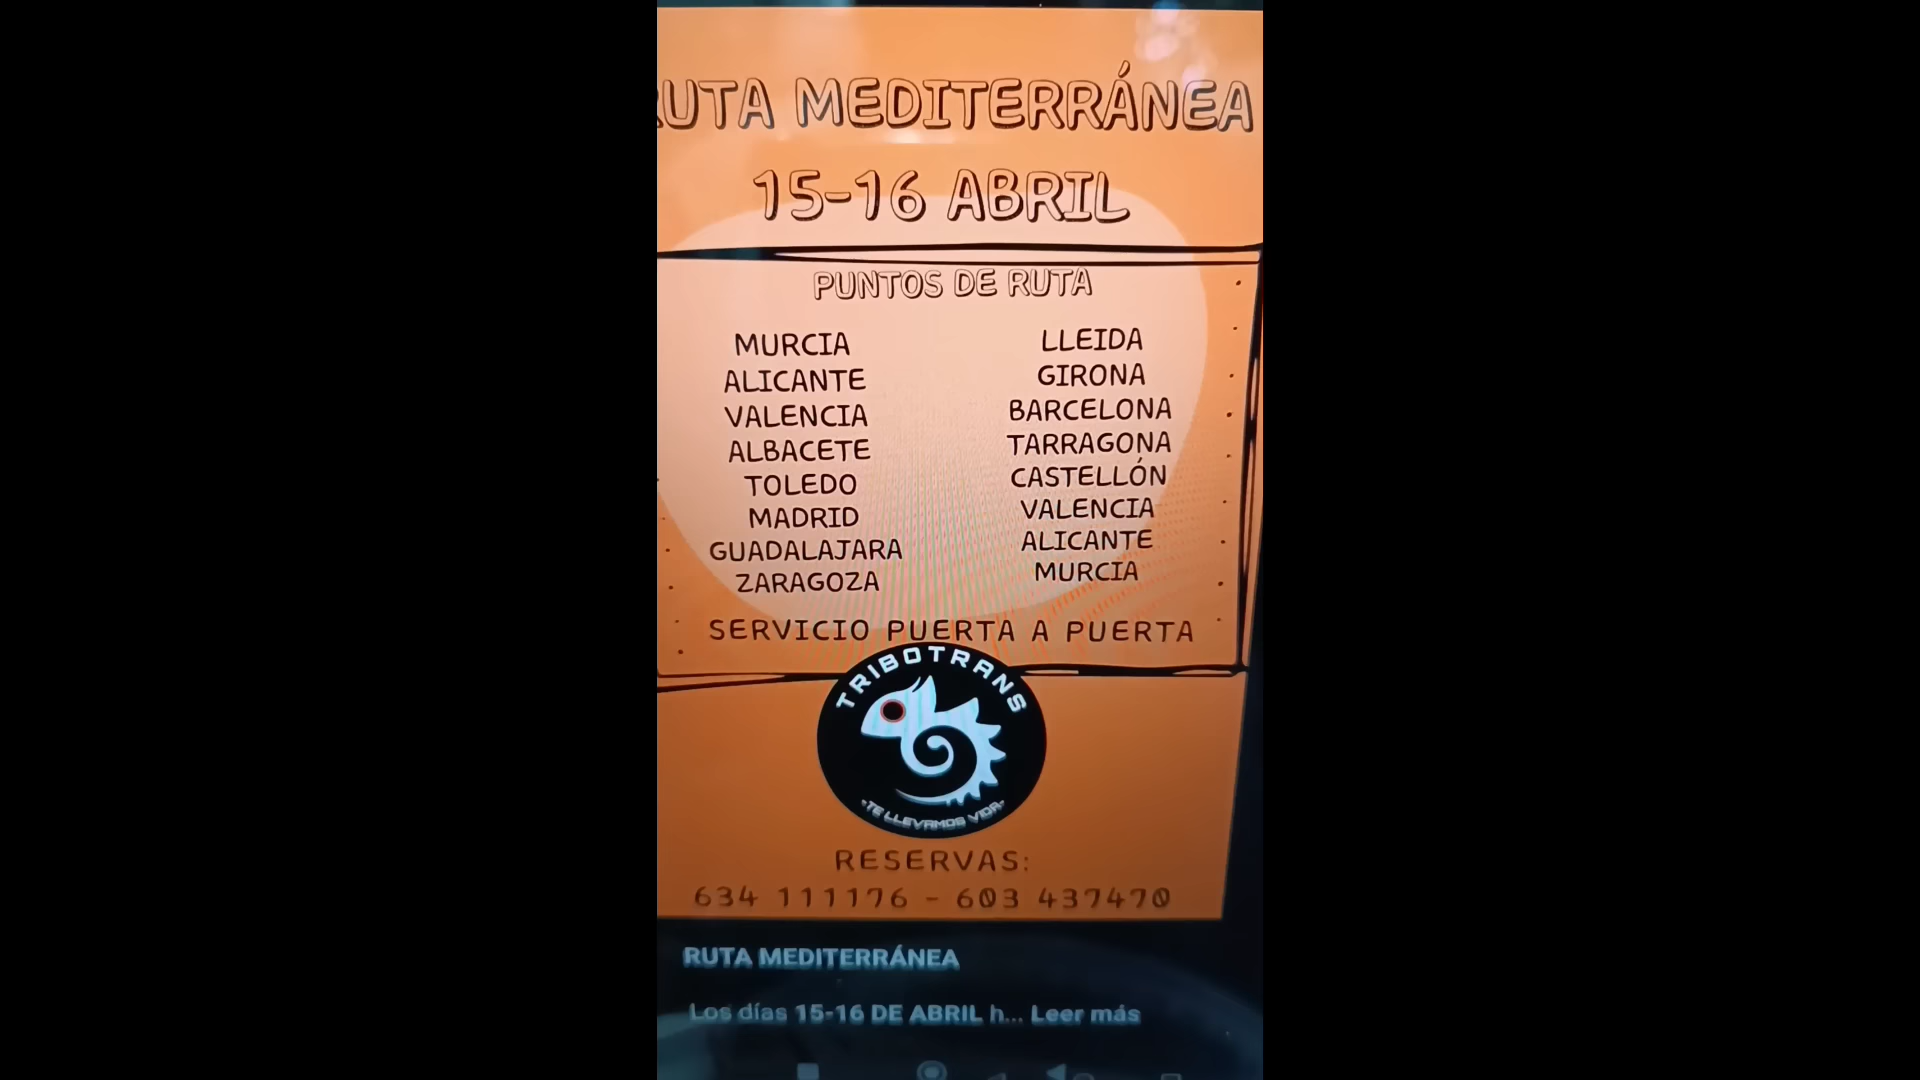 RUTA MEDITERRÁNEA
15-16 ABRIL
PUNTOS DE RUTA
MURCIA
ALICANTE
VALENCIA
ALBACETE
TOLEDO
MADRID
GUADALAJARA
ZARAGOZA
LLEIDA
GIRONA
BARCELONA
TARRAGONA
CASTELLÓN
VALENCIA
ALICANTE
MURCIA
SERVICIO PUERTA A PUERTA
TRIBOTRANS
-TE LLEVAMOS VIDA-
RESERVAS:
634 111176 - 603 437470
RUTA MEDITERRÁNEA
Los días 15-16 DE ABRIL h... Leer más